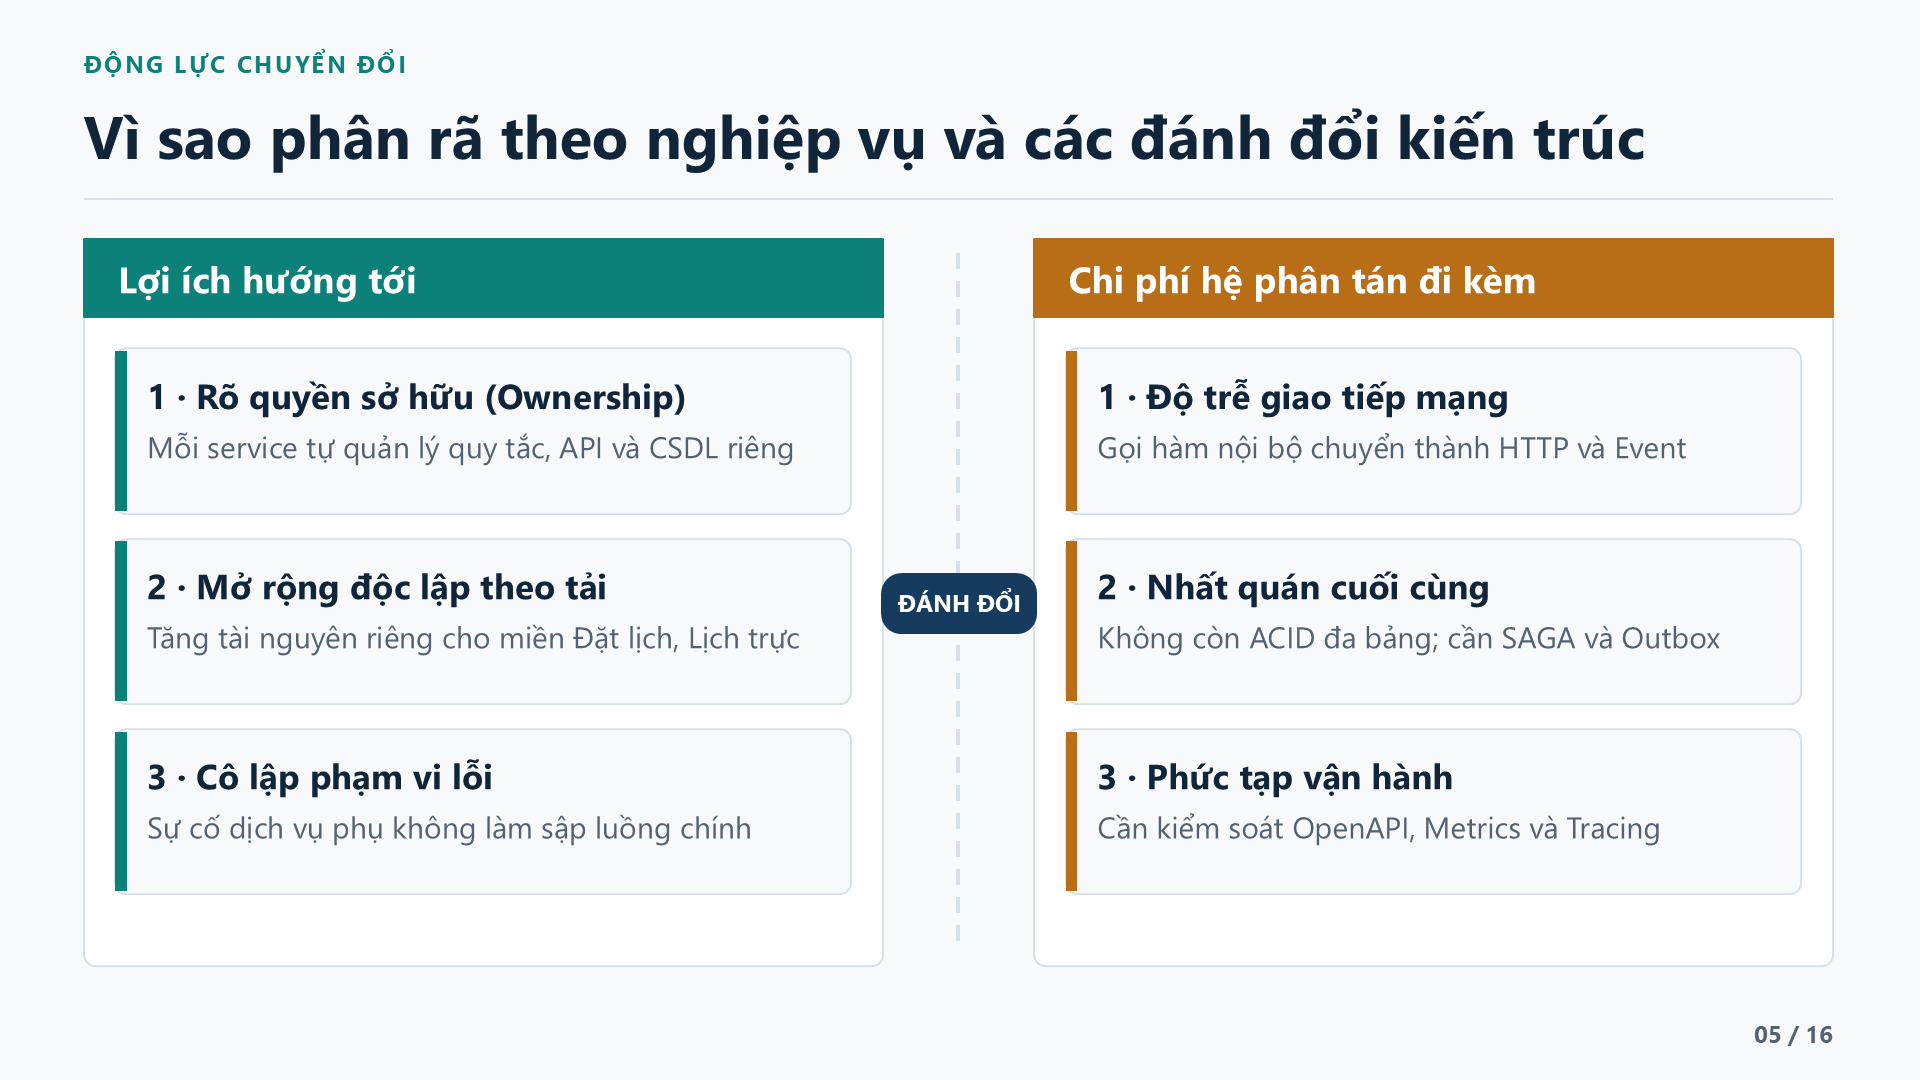 ĐỘNG LỰC CHUYỂN ĐỔI
Vì sao phân rã theo nghiệp vụ và các đánh đổi kiến trúc
Lợi ích hướng tới
1 · Rõ quyền sở hữu (Ownership)
Mỗi service tự quản lý quy tắc, API và CSDL riêng
2 · Mở rộng độc lập theo tải
Tăng tài nguyên riêng cho miền Đặt lịch, Lịch trực
3 · Cô lập phạm vi lỗi
Sự cố dịch vụ phụ không làm sập luồng chính
ĐÁNH ĐỔI
Chi phí hệ phân tán đi kèm
1 · Độ trễ giao tiếp mạng
Gọi hàm nội bộ chuyển thành HTTP và Event
2 · Nhất quán cuối cùng
Không còn ACID đa bảng; cần SAGA và Outbox
3 · Phức tạp vận hành
Cần kiểm soát OpenAPI, Metrics và Tracing
05 / 16